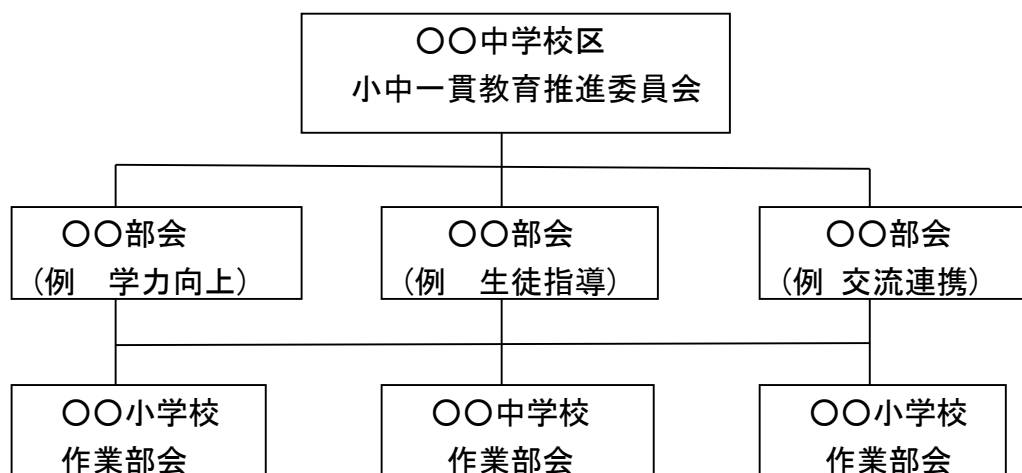 〇〇中学校区
小中一貫教育推進委員会
〇〇部会
(例　学力向上)
〇〇部会
(例　生徒指導)
〇〇部会
(例 交流連携)
〇〇小学校
作業部会
〇〇中学校
作業部会
〇〇小学校
作業部会